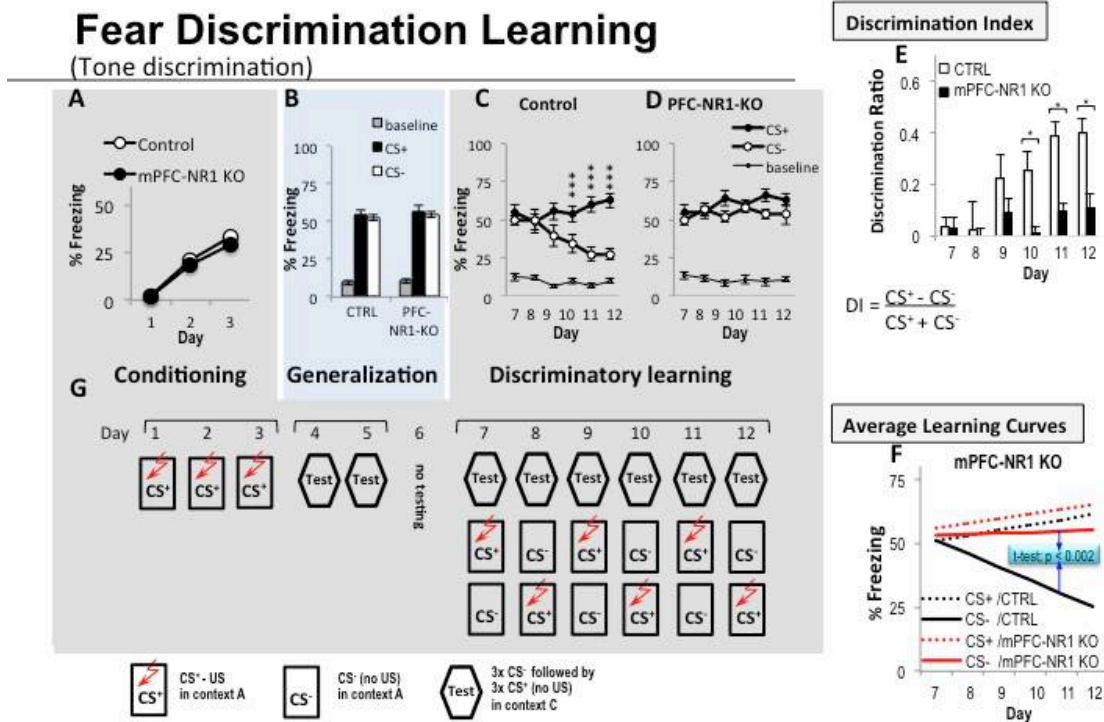 Fear Discrimination Learning
(Tone discrimination)
A
Control
mPFC-NR1 KO
% Freezing
50
25
0
1 2 3
Day
B
baseline
CS+
CS-
% Freezing
100
75
50
25
0
CTRL PFC-NR1-KO
C Control
% Freezing
100
75
50
25
0
***
***
***
7 8 9 10 11 12
Day
D PFC-NR1-KO
CS+
CS-
baseline
100
75
50
25
0
7 8 9 10 11 12
Day
Discrimination Index
E
CTRL
mPFC-NR1 KO
Discrimination Ratio
0.6
0.4
0.2
0
* * *
7 8 9 10 11 12
Day
DI = CS⁺ - CS⁻
CS⁺ + CS⁻
G
Conditioning Generalization Discriminatory learning
Day 1 2 3 4 5 6 7 8 9 10 11 12
CS⁺ CS⁺ CS⁺ Test Test no testing Test Test Test Test Test Test
CS⁺ CS⁻ CS⁺ CS⁻ CS⁺ CS⁻
CS⁻ CS⁺ CS⁻ CS⁺ CS⁻ CS⁺
CS⁺
CS⁺ - US
in context A
CS⁻
CS⁻ (no US)
in context A
Test
3x CS⁻ followed by
3x CS⁺ (no US)
in context C
Average Learning Curves
F mPFC-NR1 KO
% Freezing
75
50
25
0
t-test; p < 0.002
CS+ /CTRL
CS- /CTRL
CS+ /mPFC-NR1 KO
CS- /mPFC-NR1 KO
7 8 9 10 11 12
Day